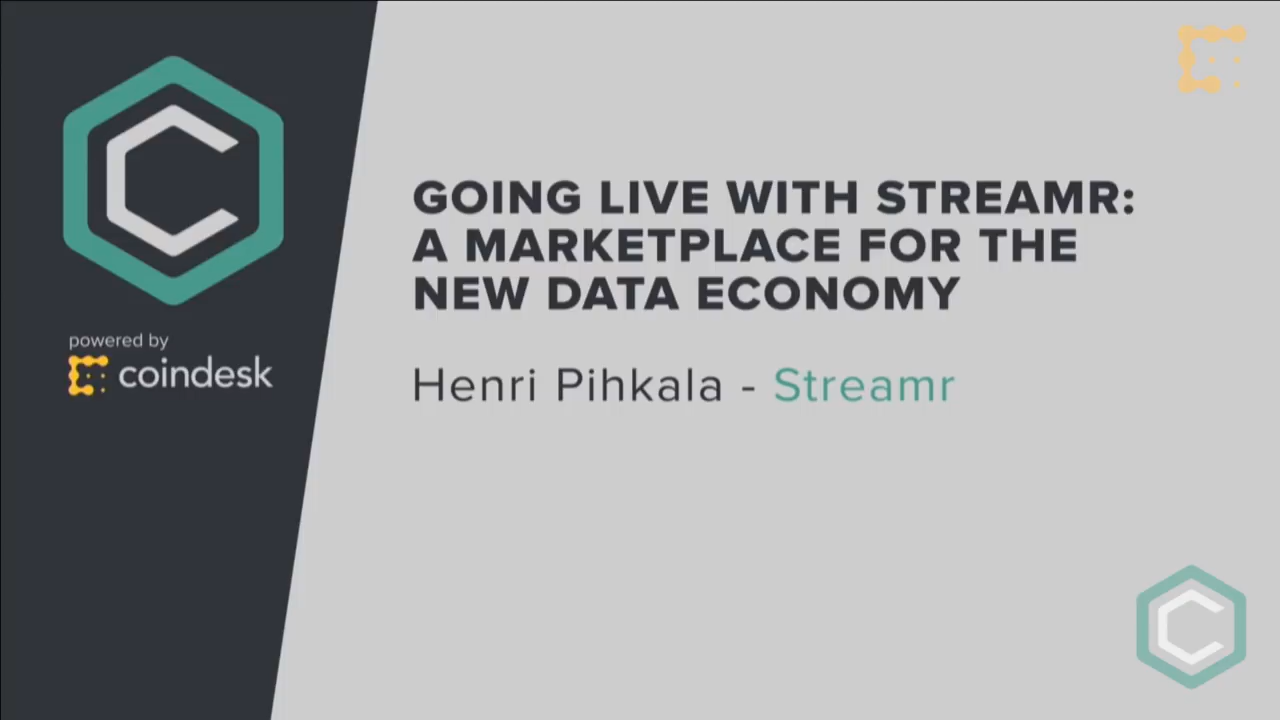 powered by
coindesk
GOING LIVE WITH STREAMR:
A MARKETPLACE FOR THE
NEW DATA ECONOMY
Henri Pihkala - Streamr